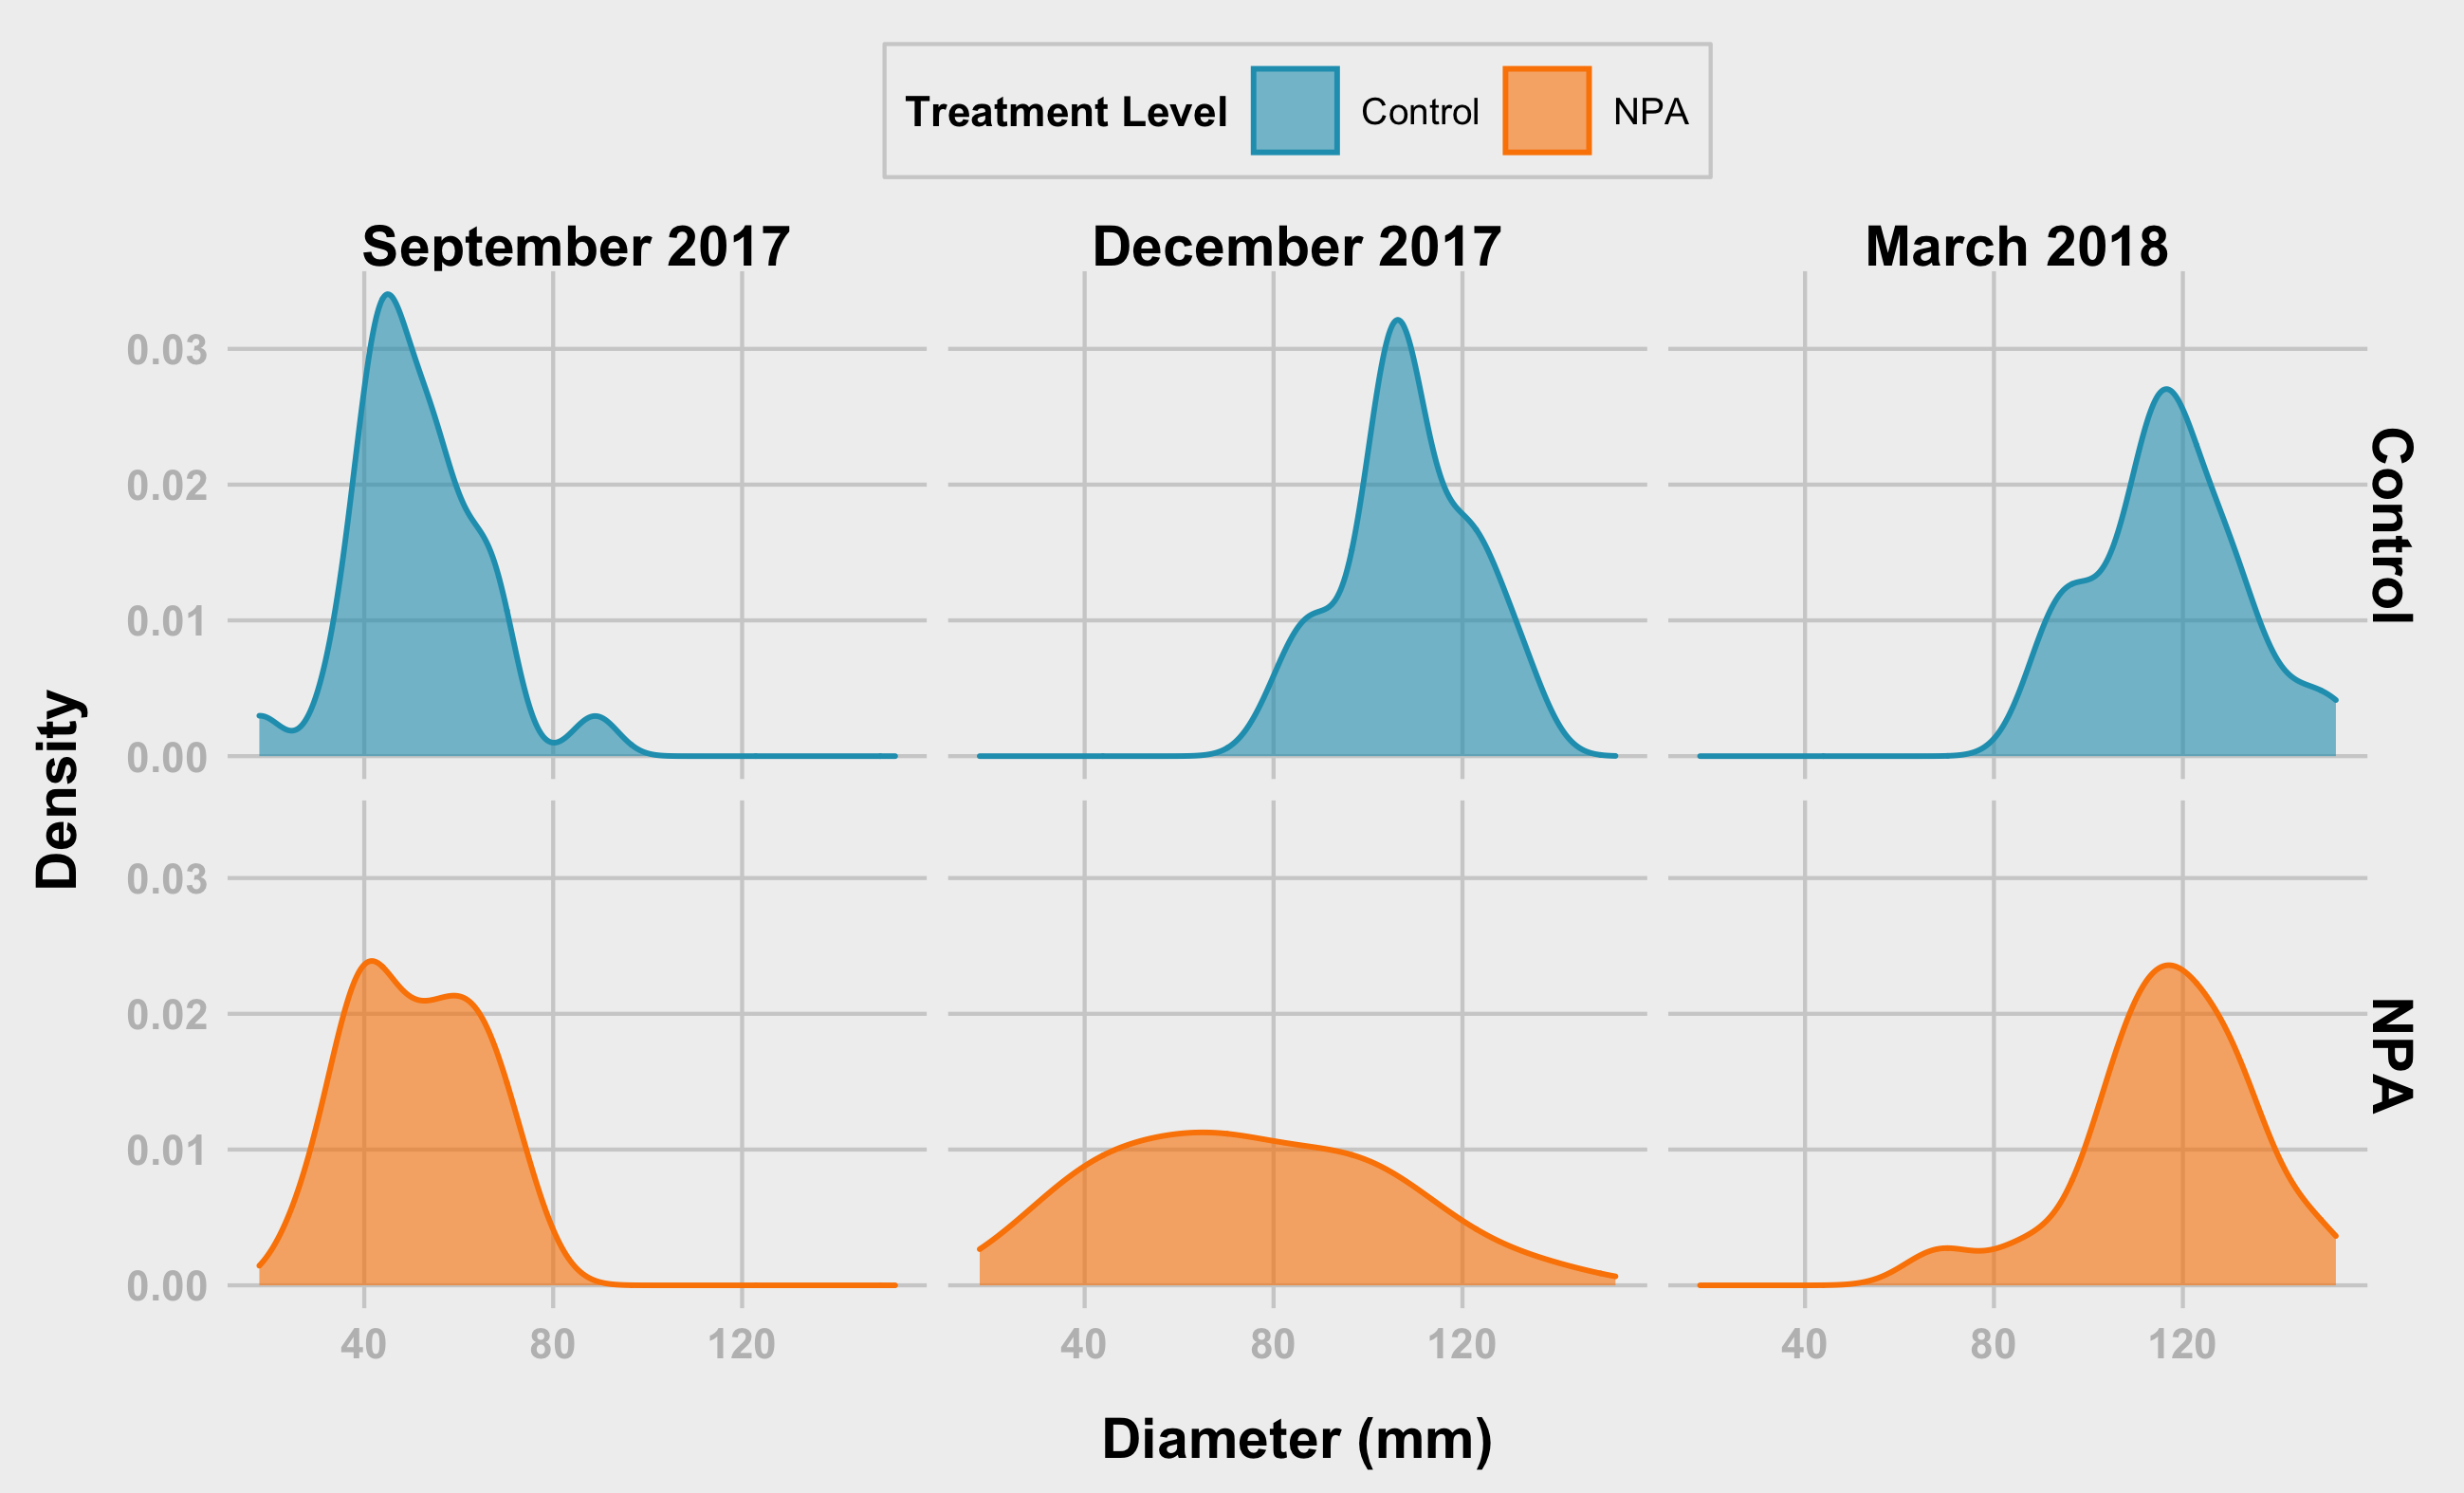 Treatment Level Control NPA
September 2017 December 2017 March 2018
0.03
0.02
0.01
0.00
Control
Density
0.03
0.02
0.01
0.00
NPA
40 80 120 40 80 120 40 80 120
Diameter (mm)